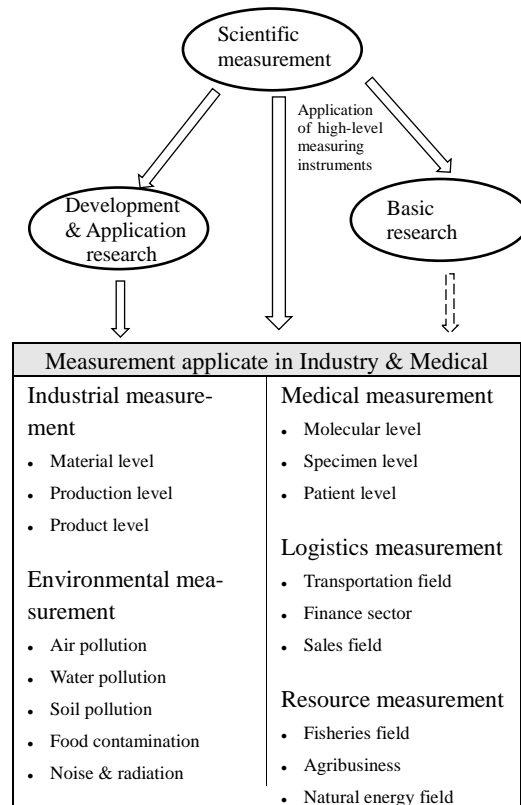 Scientific
measurement
Application
of high-level
measuring
instruments
Development
& Application
research
Basic
research
Measurement applicate in Industry & Medical
Industrial measure-
ment
• Material level
• Production level
• Product level
Environmental mea-
surement
• Air pollution
• Water pollution
• Soil pollution
• Food contamination
• Noise & radiation
Medical measurement
• Molecular level
• Specimen level
• Patient level
Logistics measurement
• Transportation field
• Finance sector
• Sales field
Resource measurement
• Fisheries field
• Agribusiness
• Natural energy field